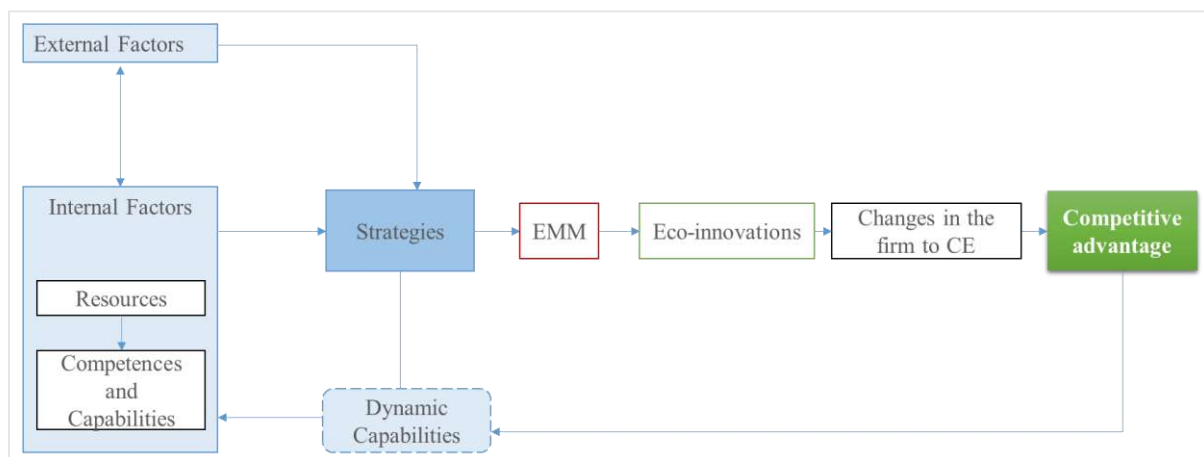 External Factors
Internal Factors
Resources
Competences
and
Capabilities
Strategies
Dynamic
Capabilities
EMM
Eco-innovations
Changes in the
firm to CE
Competitive
advantage